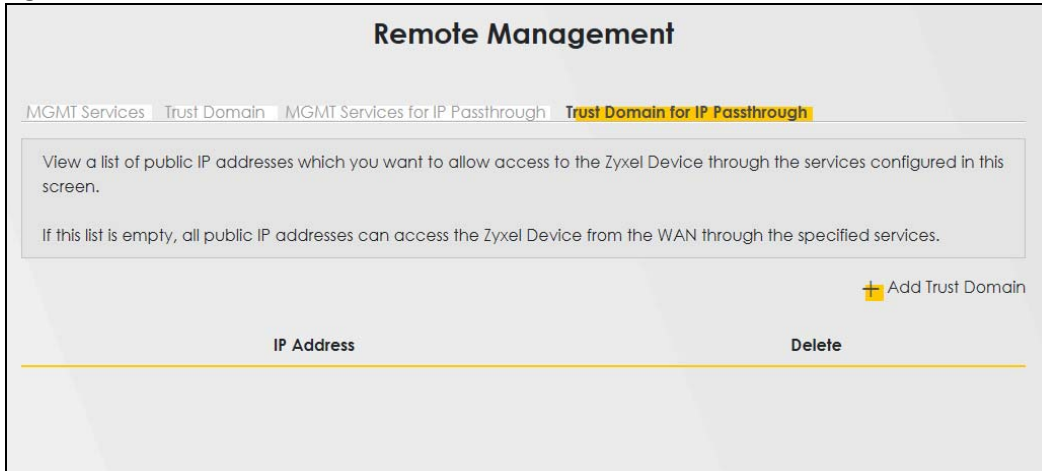 Remote Management
MGMT Services Trust Domain MGMT Services for IP Passthrough Trust Domain for IP Passthrough
View a list of public IP addresses which you want to allow access to the Zyxel Device through the services configured in this
screen.
If this list is empty, all public IP addresses can access the Zyxel Device from the WAN through the specified services.
+ Add Trust Domain
IP Address Delete